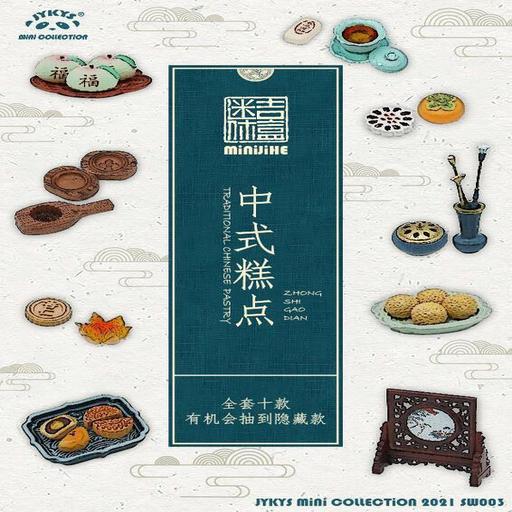 JYKYS
MINI COLLECTION
福 福
迷你吉盒
MINIJIHE
中式糕点
TRADITIONAL CHINESE PASTRY
ZHONG
SHI
GAO
DIAN
全套十款
有机会抽到隐藏款
JYKYS MINI COLLECTION 2021 SW003